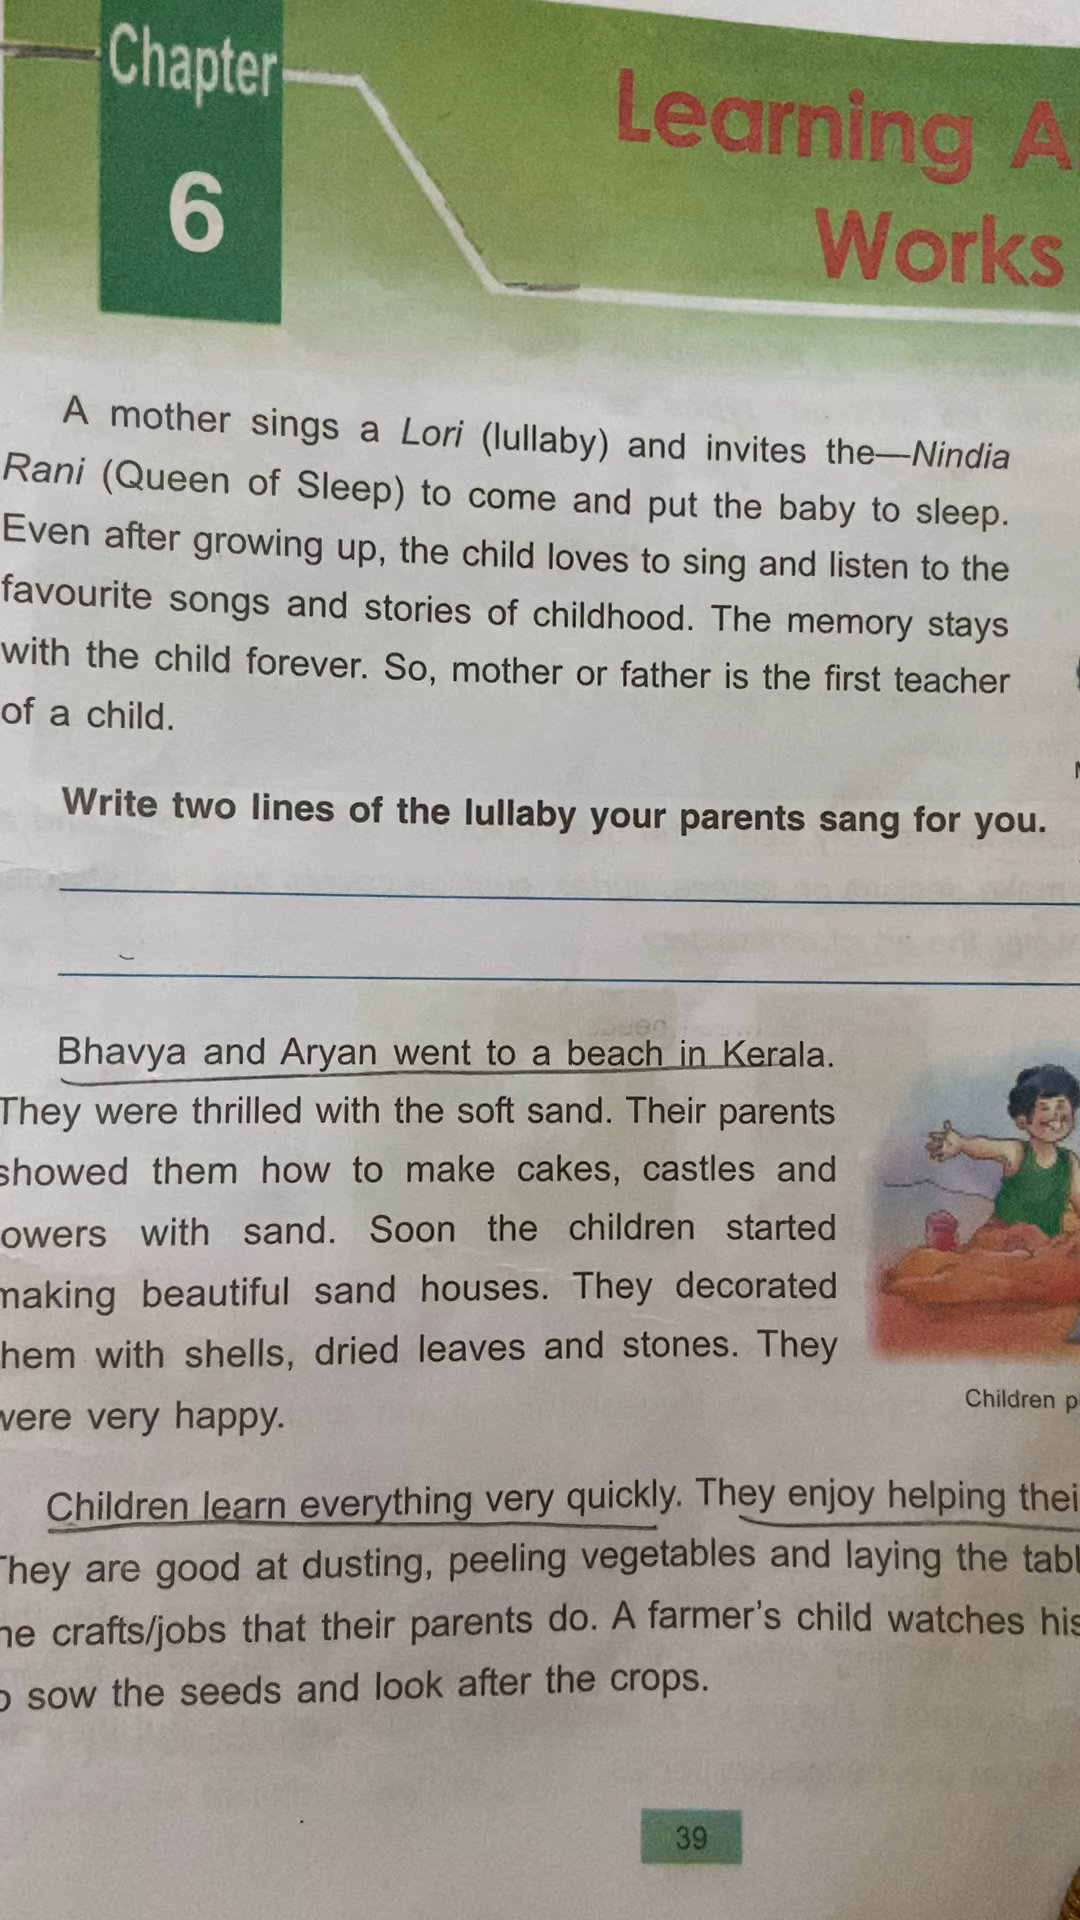 Chapter
6
Learning A
Works
A mother sings a Lori (lullaby) and invites the—Nindia
Rani (Queen of Sleep) to come and put the baby to sleep.
Even after growing up, the child loves to sing and listen to the
favourite songs and stories of childhood. The memory stays
with the child forever. So, mother or father is the first teacher
of a child.
Write two lines of the lullaby your parents sang for you.
Bhavya and Aryan went to a beach in Kerala.
They were thrilled with the soft sand. Their parents
showed them how to make cakes, castles and
owers with sand. Soon the children started
making beautiful sand houses. They decorated
hem with shells, dried leaves and stones. They
were very happy.
Children p
Children learn everything very quickly. They enjoy helping thei
They are good at dusting, peeling vegetables and laying the tabl
he crafts/jobs that their parents do. A farmer's child watches his
o sow the seeds and look after the crops.
39